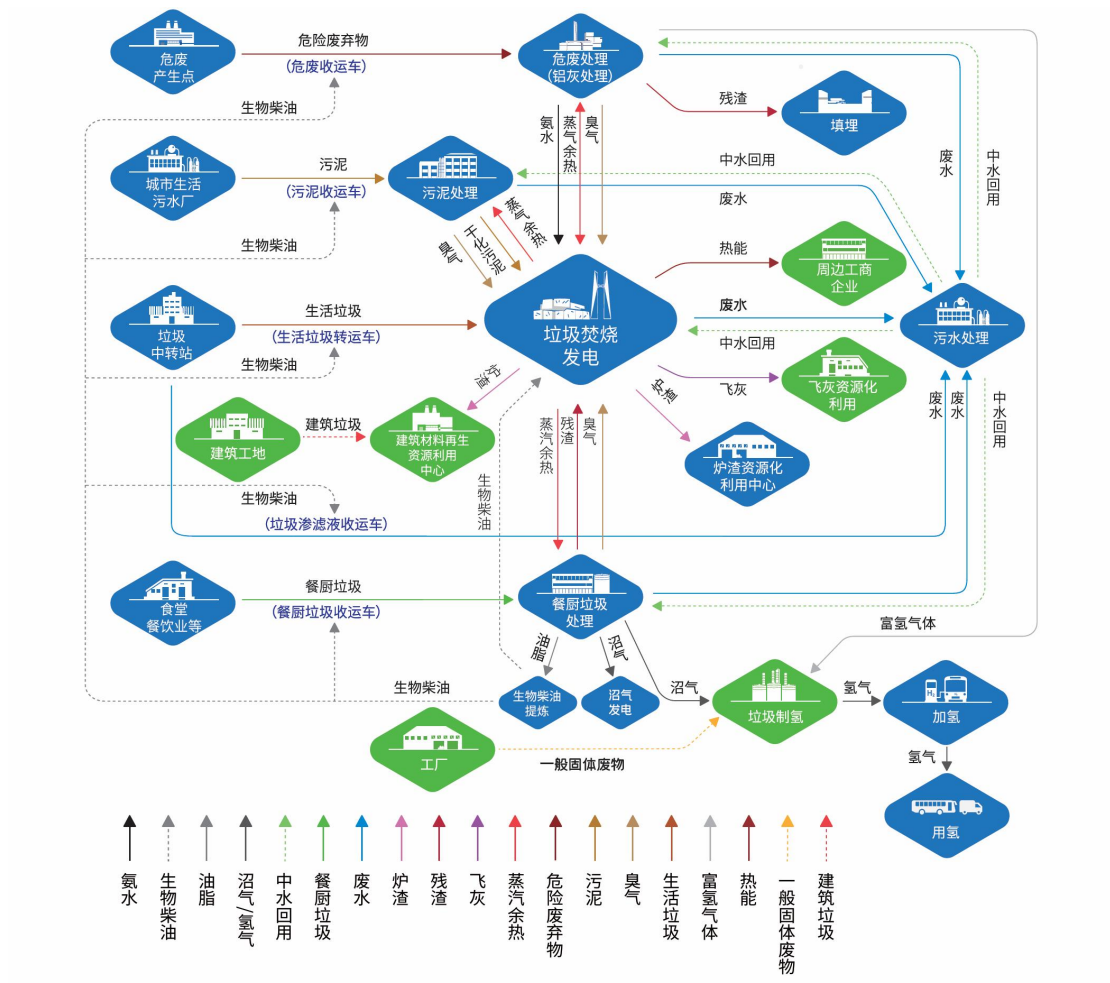 危废
产生点
危险废弃物
(危废收运车)
危废处理
(铝灰处理)
残渣
填埋
生物柴油
氨水
蒸气余热
臭气
废水
中水回用
城市生活
污水厂
污泥
(污泥收运车)
污泥处理
中水回用
废水
生物柴油
臭气
干化污泥
蒸气余热
热能
周边工商
企业
垃圾
中转站
生活垃圾
(生活垃圾转运车)
垃圾焚烧
发电
废水
中水回用
污水处理
生物柴油
炉渣
炉渣
飞灰
飞灰资源化
利用
废水
废水
中水回用
建筑工地
建筑垃圾
建筑材料再生
资源利用
中心
蒸汽余热
残渣
臭气
炉渣资源化
利用中心
生物柴油
生物柴油
(垃圾渗滤液收运车)
食堂
餐饮业等
餐厨垃圾
(餐厨垃圾收运车)
餐厨垃圾
处理
富氢气体
油脂
沼气
生物柴油
生物柴油
提炼
沼气
发电
沼气
垃圾制氢
氢气
H₂
加氢
工厂
一般固体废物
氢气
用氢
氨水
生物柴油
油脂
沼气/氢气
中水回用
餐厨垃圾
废水
炉渣
残渣
飞灰
蒸汽余热
危险废弃物
污泥
臭气
生活垃圾
富氢气体
热能
一般固体废物
建筑垃圾